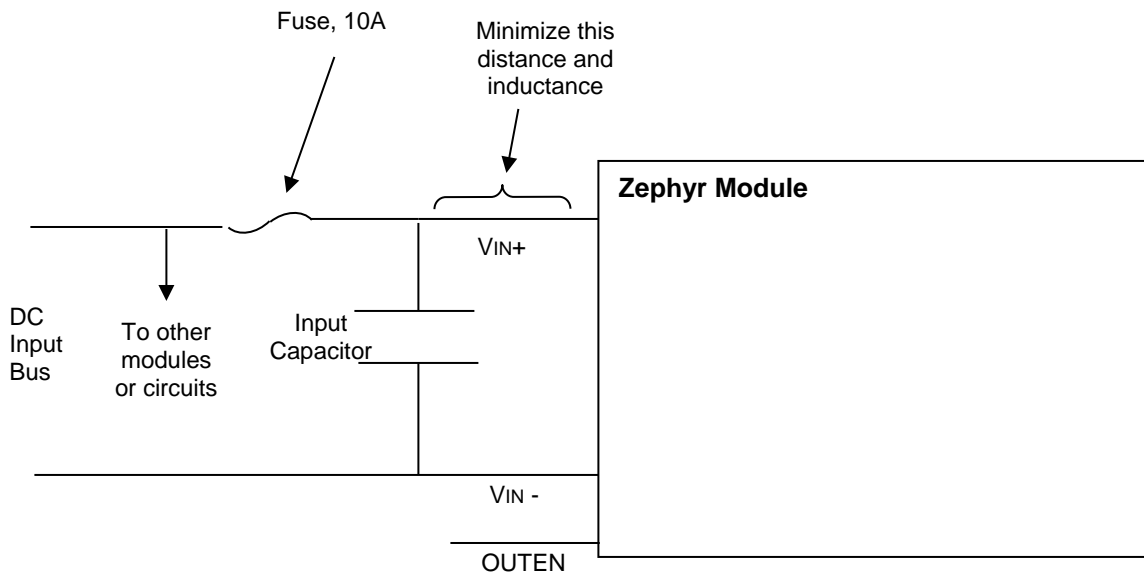 Fuse, 10A
Minimize this
distance and
inductance
Zephyr Module
VIN+
DC
Input
Bus
To other
modules
or circuits
Input
Capacitor
VIN -
OUTEN